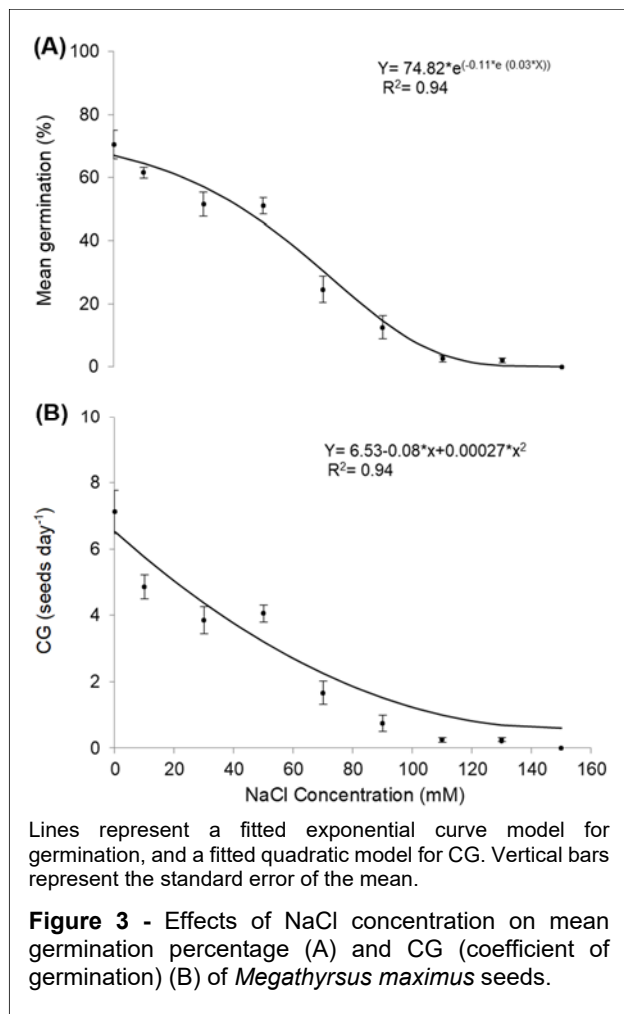 (A)
100
80
60
40
20
0
Mean germination (%)
Y= 74.82*e(-0.11*e (0.03*X))
R2= 0.94
(B)
10
8
6
4
2
0
CG (seeds day-1)
Y= 6.53-0.08*x+0.00027*x2
R2= 0.94
0 20 40 60 80 100 120 140 160
NaCl Concentration (mM)
Lines represent a fitted exponential curve model for
germination, and a fitted quadratic model for CG. Vertical bars
represent the standard error of the mean.
Figure 3 - Effects of NaCl concentration on mean
germination percentage (A) and CG (coefficient of
germination) (B) of Megathyrsus maximus seeds.